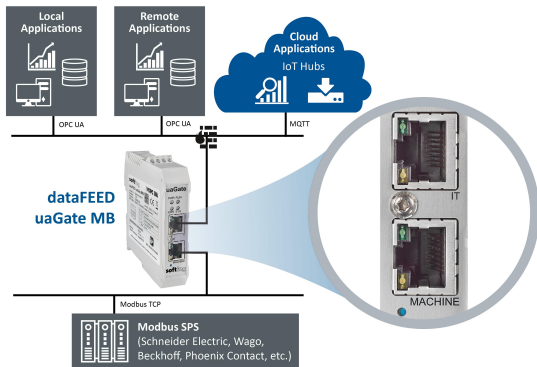 Local
Applications
Remote
Applications
Cloud
Applications
IoT Hubs
OPC UA
OPC UA
MQTT
dataFEED
uaGate MB
uaGate
IT
MACHINE
Modbus TCP
Modbus SPS
(Schneider Electric, Wago,
Beckhoff, Phoenix Contact, etc.)